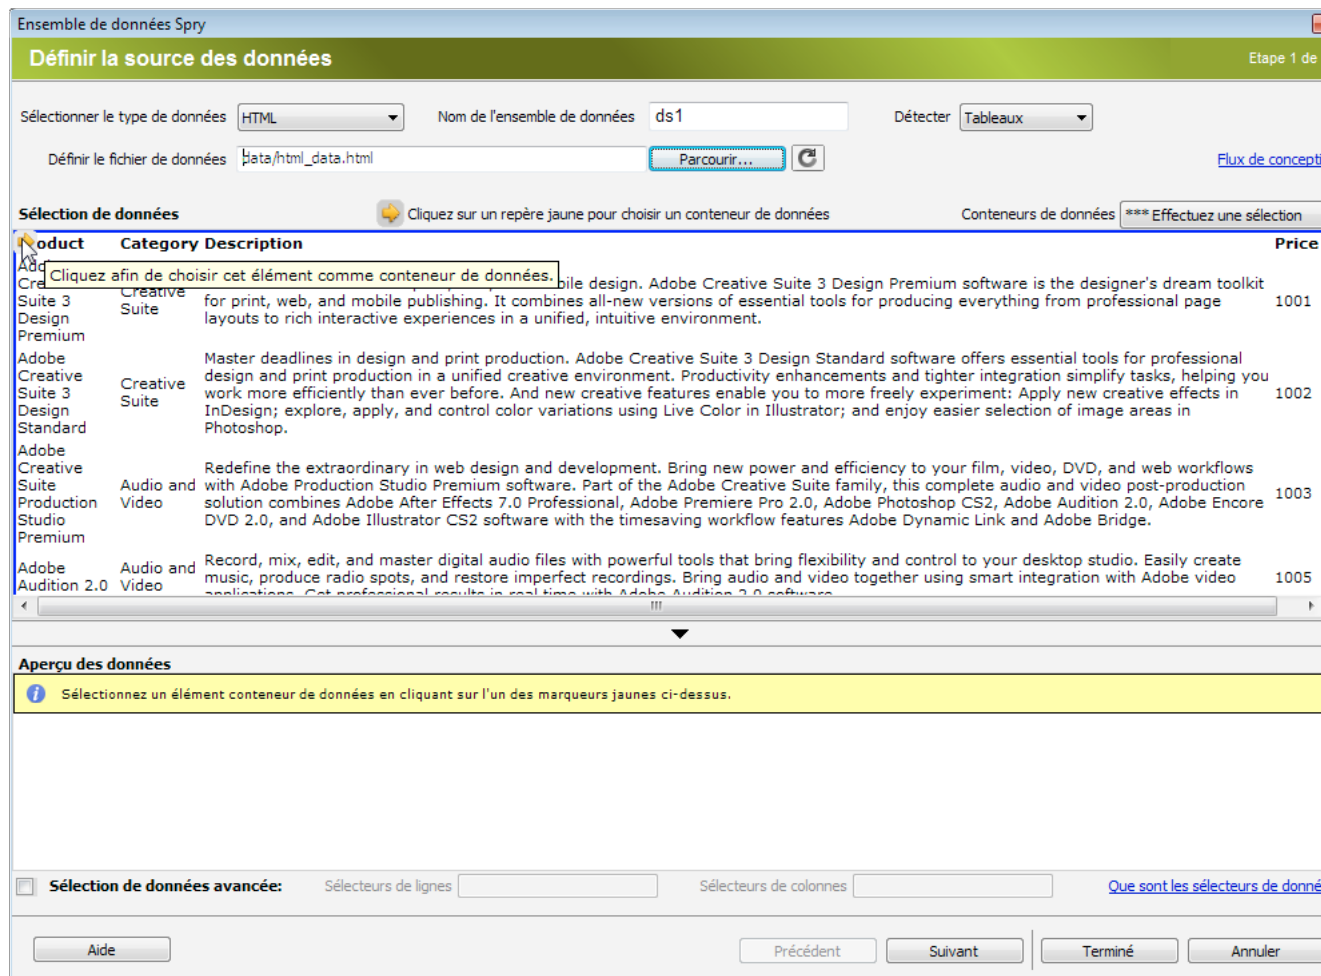 Ensemble de données Spry
Définir la source des données
Etape 1 de
Sélectionner le type de données HTML Nom de l'ensemble de données ds1 Détecter Tableaux
Définir le fichier de données data/html_data.html Parcourir... Flux de concepti
Sélection de données Cliquez sur un repère jaune pour choisir un conteneur de données Conteneurs de données *** Effectuez une sélection
oduct Category Description Price
Cliquez afin de choisir cet élément comme conteneur de données.
Suite 3
Design
Premium
Creative
Suite
bile design. Adobe Creative Suite 3 Design Premium software is the designer's dream toolkit
for print, web, and mobile publishing. It combines all-new versions of essential tools for producing everything from professional page
layouts to rich interactive experiences in a unified, intuitive environment.
1001
Adobe
Creative
Suite 3
Design
Standard
Creative
Suite
Master deadlines in design and print production. Adobe Creative Suite 3 Design Standard software offers essential tools for professional
design and print production in a unified creative environment. Productivity enhancements and tighter integration simplify tasks, helping you
work more efficiently than ever before. And new creative features enable you to more freely experiment: Apply new creative effects in
InDesign; explore, apply, and control color variations using Live Color in Illustrator; and enjoy easier selection of image areas in
Photoshop.
1002
Adobe
Creative
Suite
Production
Studio
Premium
Audio and
Video
Redefine the extraordinary in web design and development. Bring new power and efficiency to your film, video, DVD, and web workflows
with Adobe Production Studio Premium software. Part of the Adobe Creative Suite family, this complete audio and video post-production
solution combines Adobe After Effects 7.0 Professional, Adobe Premiere Pro 2.0, Adobe Photoshop CS2, Adobe Audition 2.0, Adobe Encore
DVD 2.0, and Adobe Illustrator CS2 software with the timesaving workflow features Adobe Dynamic Link and Adobe Bridge.
1003
Adobe
Audition 2.0
Audio and
Video
Record, mix, edit, and master digital audio files with powerful tools that bring flexibility and control to your desktop studio. Easily create
music, produce radio spots, and restore imperfect recordings. Bring audio and video together using smart integration with Adobe video
applications. Get professional results in real time with Adobe Audition 2.0 software.
1005
Aperçu des données
Sélectionnez un élément conteneur de données en cliquant sur l'un des marqueurs jaunes ci-dessus.
Sélection de données avancée: Sélecteurs de lignes Sélecteurs de colonnes Que sont les sélecteurs de donné
Aide Précédent Suivant Terminé Annuler